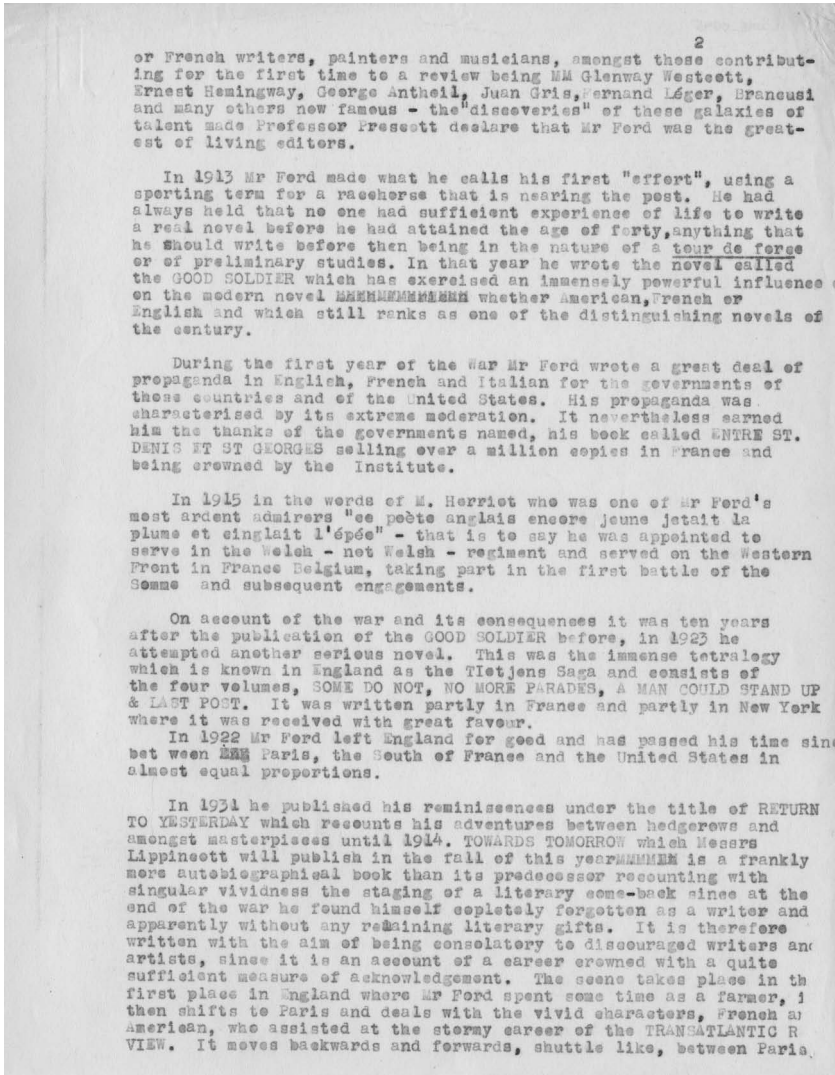 2
or French writers, painters and musicians, amongst those contribut-
ing for the first time to a review being MM Glenway Westcott,
Ernest Hemingway, George Antheil, Juan Gris, Fernand Léger, Brancusi
and many others now famous - the"discoveries" of these galaxies of
talent made Professor Prescott declare that Mr Ford was the great-
est of living editors.
In 1913 Mr Ford made what he calls his first "effort", using a
sporting term for a racehorse that is nearing the post. He had
always held that no one had sufficient experience of life to write
a real novel before he had attained the age of forty,anything that
he should write before then being in the nature of a tour de force
or of preliminary studies. In that year he wrote the novel called
the GOOD SOLDIER which has exercised an immensely powerful influence
on the modern novel whether American,French or
English and which still ranks as one of the distinguishing novels of
the century.
During the first year of the War Mr Ford wrote a great deal of
propaganda in English, French and Italian for the governments of
those countries and of the United States. His propaganda was
characterised by its extreme moderation. It nevertheless earned
him the thanks of the governments named, his book called ENTRE ST.
DENIS ET ST GEORGES selling over a million copies in France and
being crowned by the Institute.
In 1915 in the words of M. Herriot who was one of Mr Ford's
most ardent admirers "ce poète anglais encore jeune jetait la
plume et cinglait l'épée" - that is to say he was appointed to
serve in the Welch - not Welsh - regiment and served on the Western
Front in France Belgium, taking part in the first battle of the
Somme and subsequent engagements.
On account of the war and its consequences it was ten years
after the publication of the GOOD SOLDIER before, in 1923 he
attempted another serious novel. This was the immense tetralogy
which is known in England as the TIetjens Saga and consists of
the four volumes, SOME DO NOT, NO MORE PARADES, A MAN COULD STAND UP
& LAST POST. It was written partly in France and partly in New York
where it was received with great favour.
In 1922 Mr Ford left England for good and has passed his time sin
bet ween Paris, the South of France and the United States in
almost equal proportions.
In 1931 he published his reminiscences under the title of RETURN
TO YESTERDAY which recounts his adventures between hedgerows and
amongst masterpieces until 1914. TOWARDS TOMORROW which Messrs
Lippincott will publish in the fall of this year is a frankly
more autobiographical book than its predecessor recounting with
singular vividness the staging of a literary come-back since at the
end of the war he found himself copletely forgotten as a writer and
apparently without any remaining literary gifts. It is therefore
written with the aim of being consolatory to discouraged writers an
artists, since it is an account of a career crowned with a quite
sufficient measure of acknowledgement. The scene takes place in th
first place in England where Mr Ford spent some time as a farmer,
then shifts to Paris and deals with the vivid characters, French a
American, who assisted at the stormy career of the TRANSATLANTIC R
VIEW. It moves backwards and forwards, shuttle like, between Paris